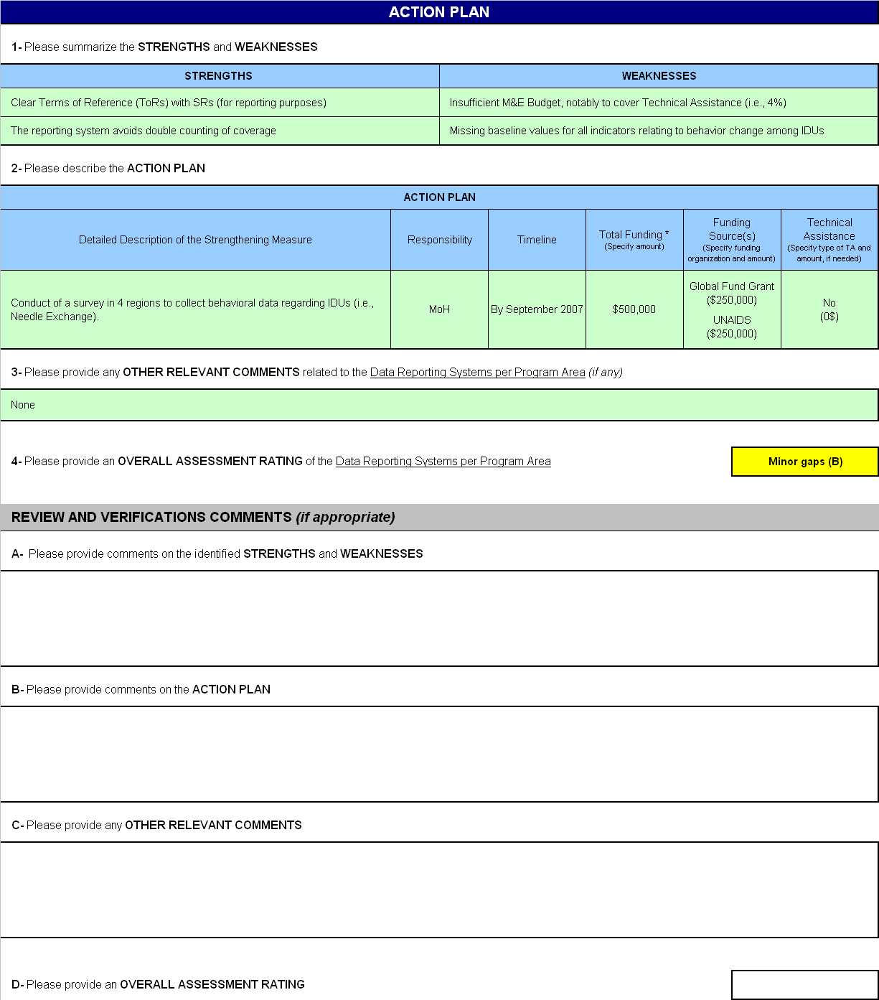 ACTION PLAN
1- Please summarize the STRENGTHS and WEAKNESSES
STRENGTHS
WEAKNESSES
Clear Terms of Reference (ToRs) with SRs (for reporting purposes)
Insufficient M&E Budget, notably to cover Technical Assistance (i.e., 4%)
The reporting system avoids double counting of coverage
Missing baseline values for all indicators relating to behavior change among IDUs
2- Please describe the ACTION PLAN
ACTION PLAN
Detailed Description of the Strengthening Measure
Responsibility
Timeline
Total Funding *
(Specify amount)
Funding
Source(s)
(Specify funding
organization and amount)
Technical
Assistance
(Specify type of TA and
amount, if needed)
Conduct of a survey in 4 regions to collect behavioral data regarding IDUs (i.e.,
Needle Exchange).
MoH
By September 2007
$500,000
Global Fund Grant
($250,000)
UNAIDS
($250,000)
No
(0$)
3- Please provide any OTHER RELEVANT COMMENTS related to the Data Reporting Systems per Program Area (if any)
None
4- Please provide an OVERALL ASSESSMENT RATING of the Data Reporting Systems per Program Area
Minor gaps (B)
REVIEW AND VERIFICATIONS COMMENTS (if appropriate)
A- Please provide comments on the identified STRENGTHS and WEAKNESSES
B- Please provide comments on the ACTION PLAN
C- Please provide any OTHER RELEVANT COMMENTS
D- Please provide an OVERALL ASSESSMENT RATING